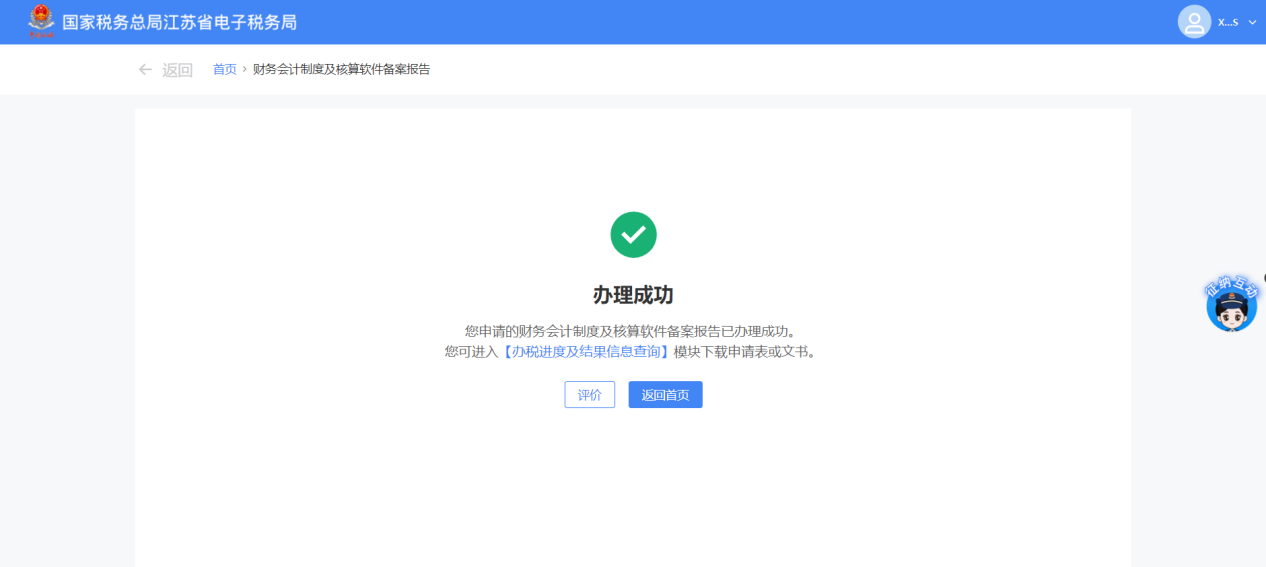 国家税务总局江苏省电子税务局
x...s
返回 首页 › 财务会计制度及核算软件备案报告
征纳互动
办理成功
您申请的财务会计制度及核算软件备案报告已办理成功。
您可进入【办税进度及结果信息查询】模块下载申请表或文书。
评价 返回首页